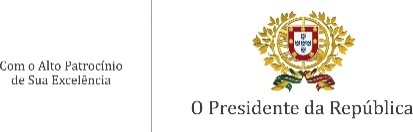 Com o Alto Patrocínio
de Sua Excelência
O Presidente da República